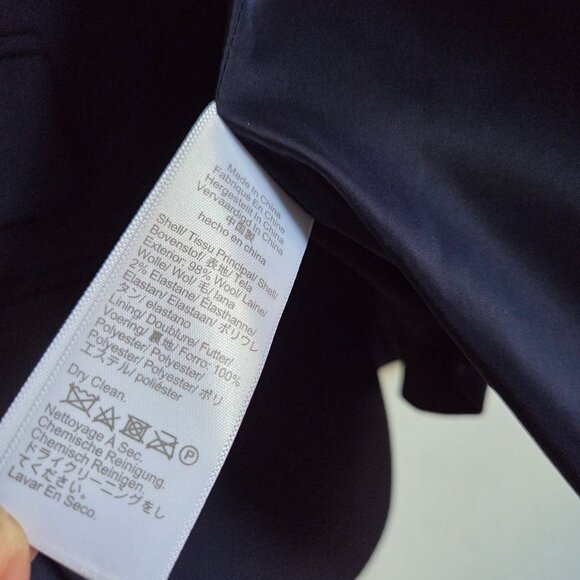 Made In China
Fabriqué En Chine
Hergestellt In China
Vervaardigd In China
中国製
hecho en china
Shell/ Tissu Principal/ Shell/
Bovenstof/ 表地/ Tela
Exterior: 98% Wool/ Laine/
Wolle/ Wol/ 毛/ lana
2% Elastane/ Élasthanne/
Elastan/ Elastaan/ ポリウレ
タン/ elastano
Lining/ Doublure/ Futter/
Voering/ 裏地/ Forro: 100%
Polyester/ Polyester/
Polyester/ Polyester/ ポリ
エステル/ poliéster
Dry Clean.
P
Nettoyage À Sec.
Chemische Reinigung.
Chemisch Reinigen.
ドライクリーニングをし
てください。
Lavar En Seco.